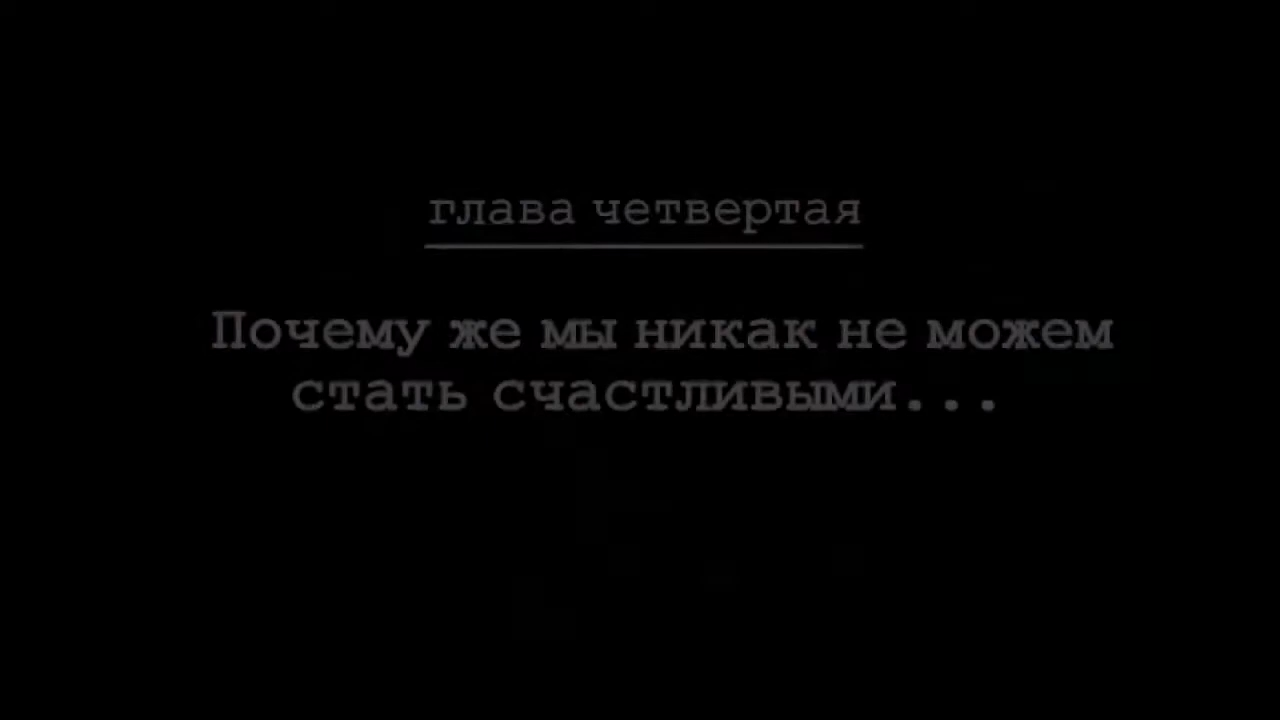 глава четвертая
Почему же мы никак не можем
стать счастливыми...